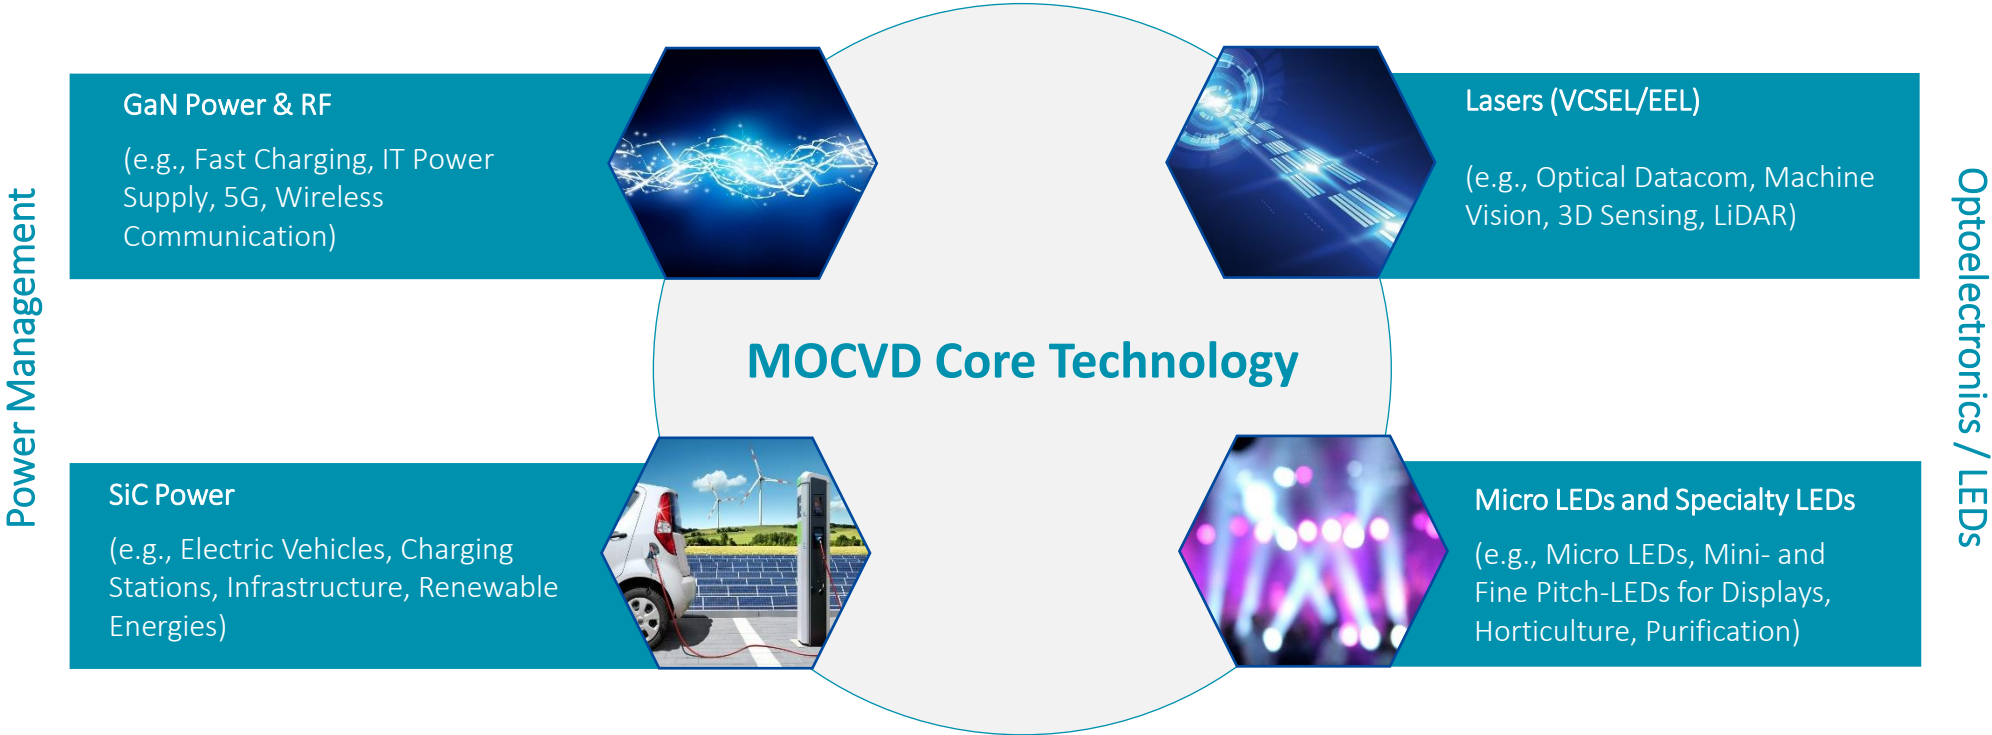 Power Management
GaN Power & RF
(e.g., Fast Charging, IT Power
Supply, 5G, Wireless
Communication)
SiC Power
(e.g., Electric Vehicles, Charging
Stations, Infrastructure, Renewable
Energies)
MOCVD Core Technology
Lasers (VCSEL/EEL)
(e.g., Optical Datacom, Machine
Vision, 3D Sensing, LiDAR)
Micro LEDs and Specialty LEDs
(e.g., Micro LEDs, Mini- and
Fine Pitch-LEDs for Displays,
Horticulture, Purification)
Optoelectronics / LEDs